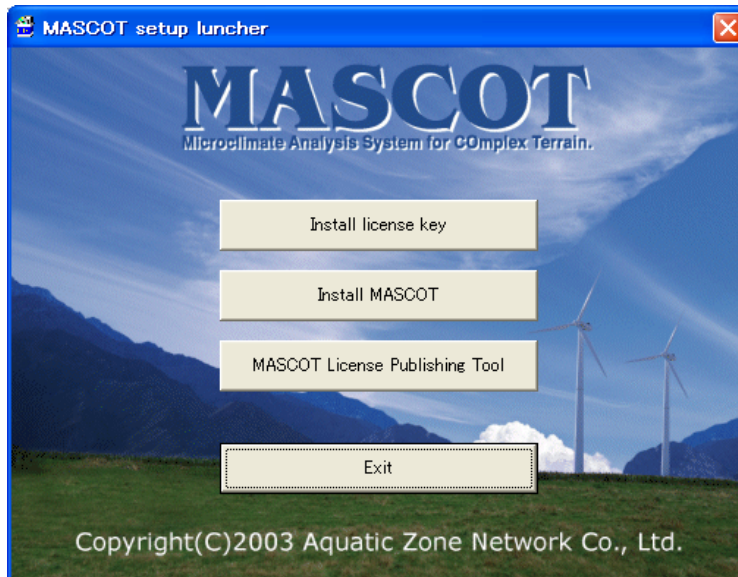 MASCOT setup luncher
MASCOT
Microclimate Analysis System for COmplex Terrain.
Install license key
Install MASCOT
MASCOT License Publishing Tool
Exit
Copyright(C)2003 Aquatic Zone Network Co., Ltd.